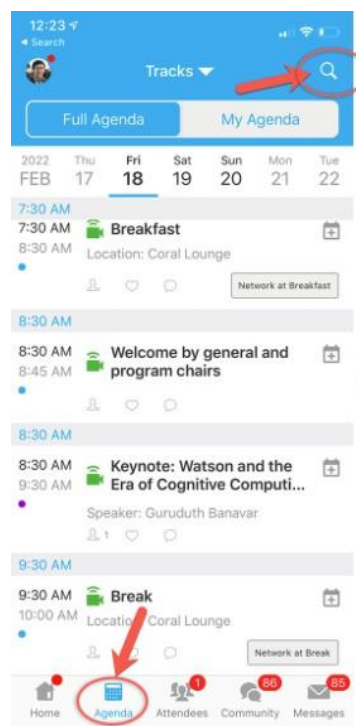 12:23
Search
Tracks
Full Agenda My Agenda
2022 Thu Fri Sat Sun Mon Tue
FEB 17 18 19 20 21 22
7:30 AM
7:30 AM Breakfast
8:30 AM Location: Coral Lounge
Network at Breakfast
8:30 AM
8:30 AM Welcome by general and
8:45 AM program chairs
8:30 AM
8:30 AM Keynote: Watson and the
9:30 AM Era of Cognitive Computi...
Speaker: Guruduth Banavar
1
9:30 AM
9:30 AM Break
10:00 AM Location: Coral Lounge
Network at Break
1 86 85
Home Agenda Attendees Community Messages